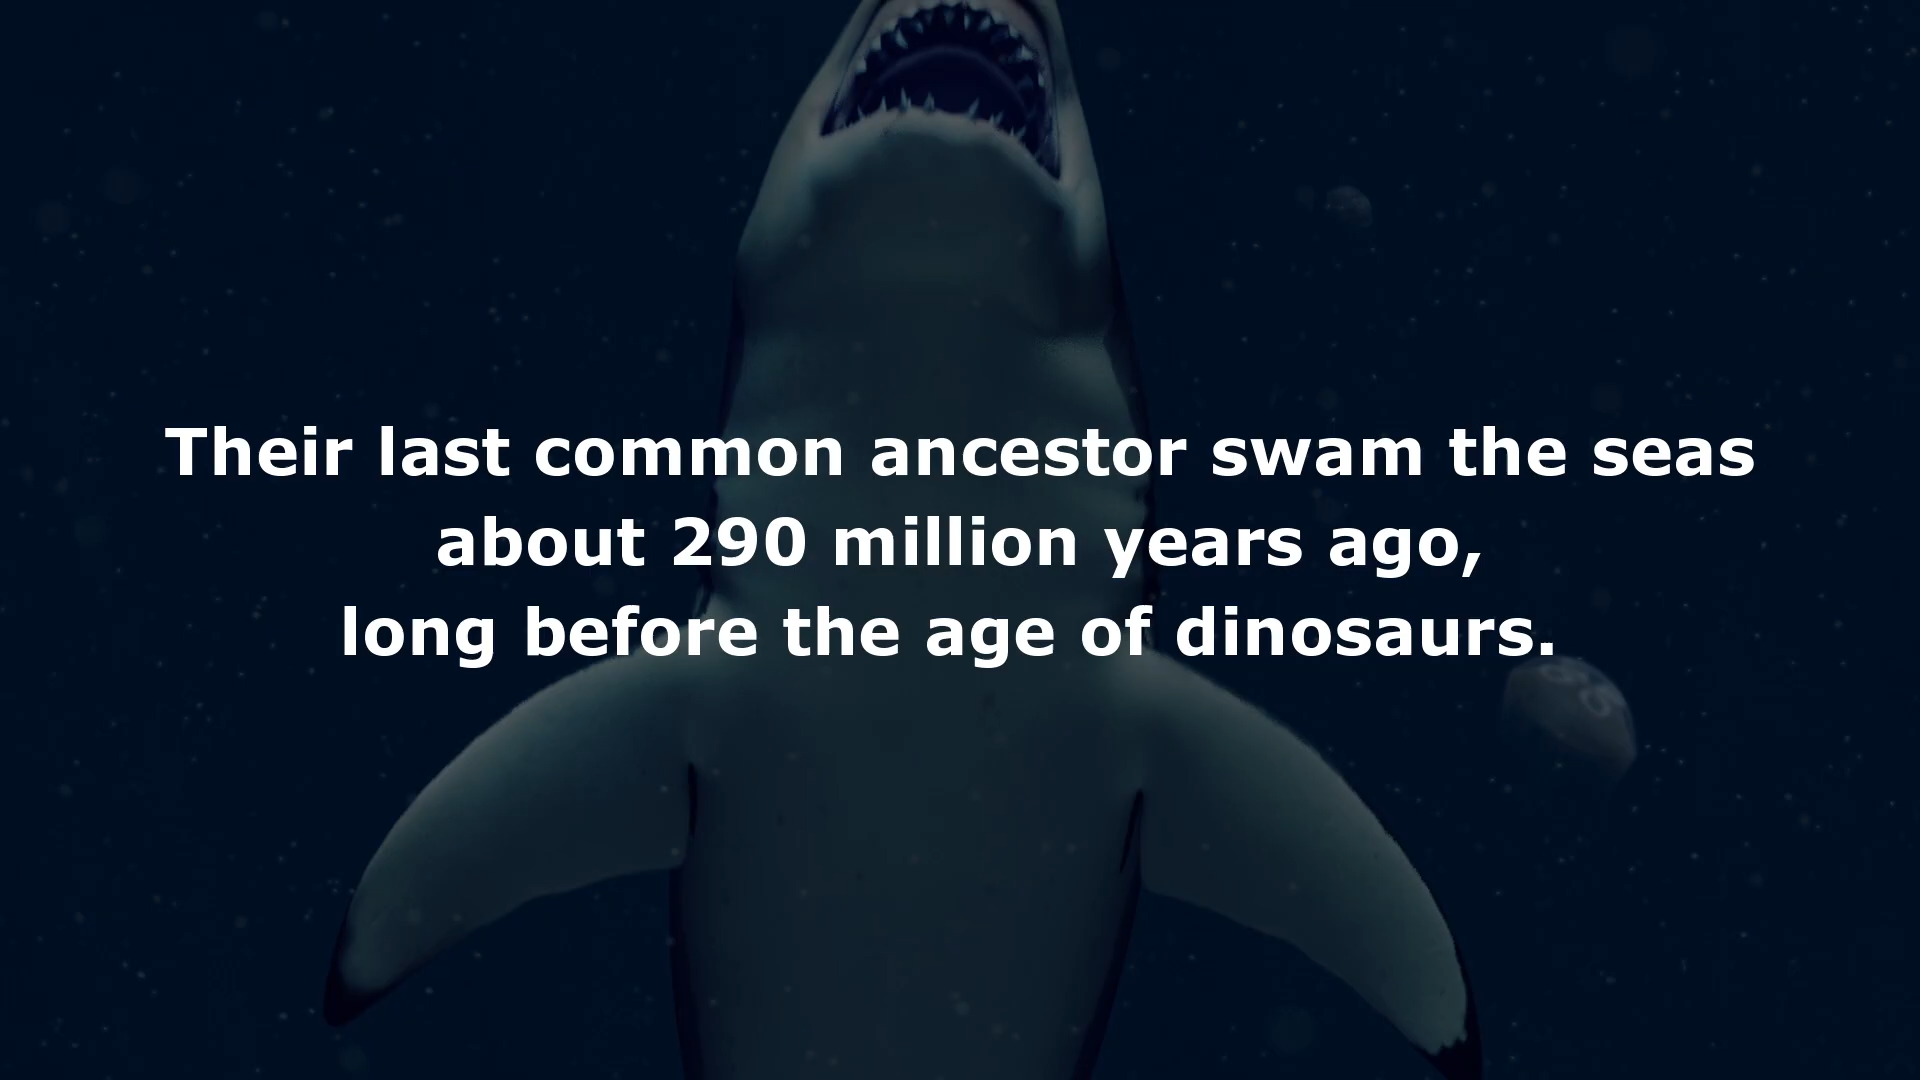 Their last common ancestor swam the seas
about 290 million years ago,
long before the age of dinosaurs.